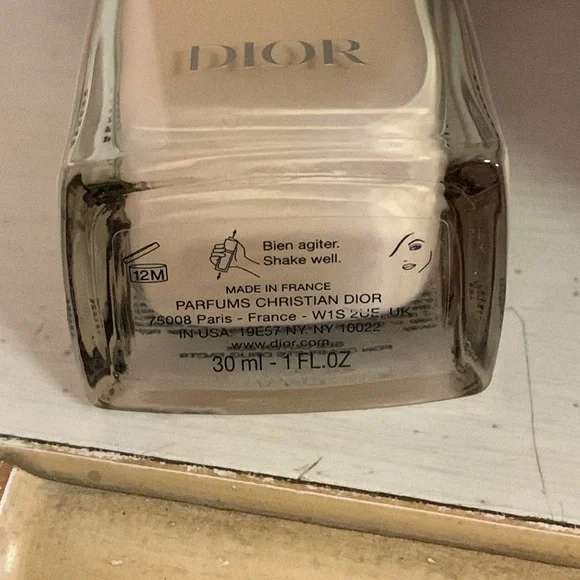 DIOR
12M
Bien agiter.
Shake well.
MADE IN FRANCE
PARFUMS CHRISTIAN DIOR
75008 Paris - France - W1S 2UE, UK
IN USA: 19E57 NY, NY 10022
www.dior.com
30 ml - 1 FL.OZ